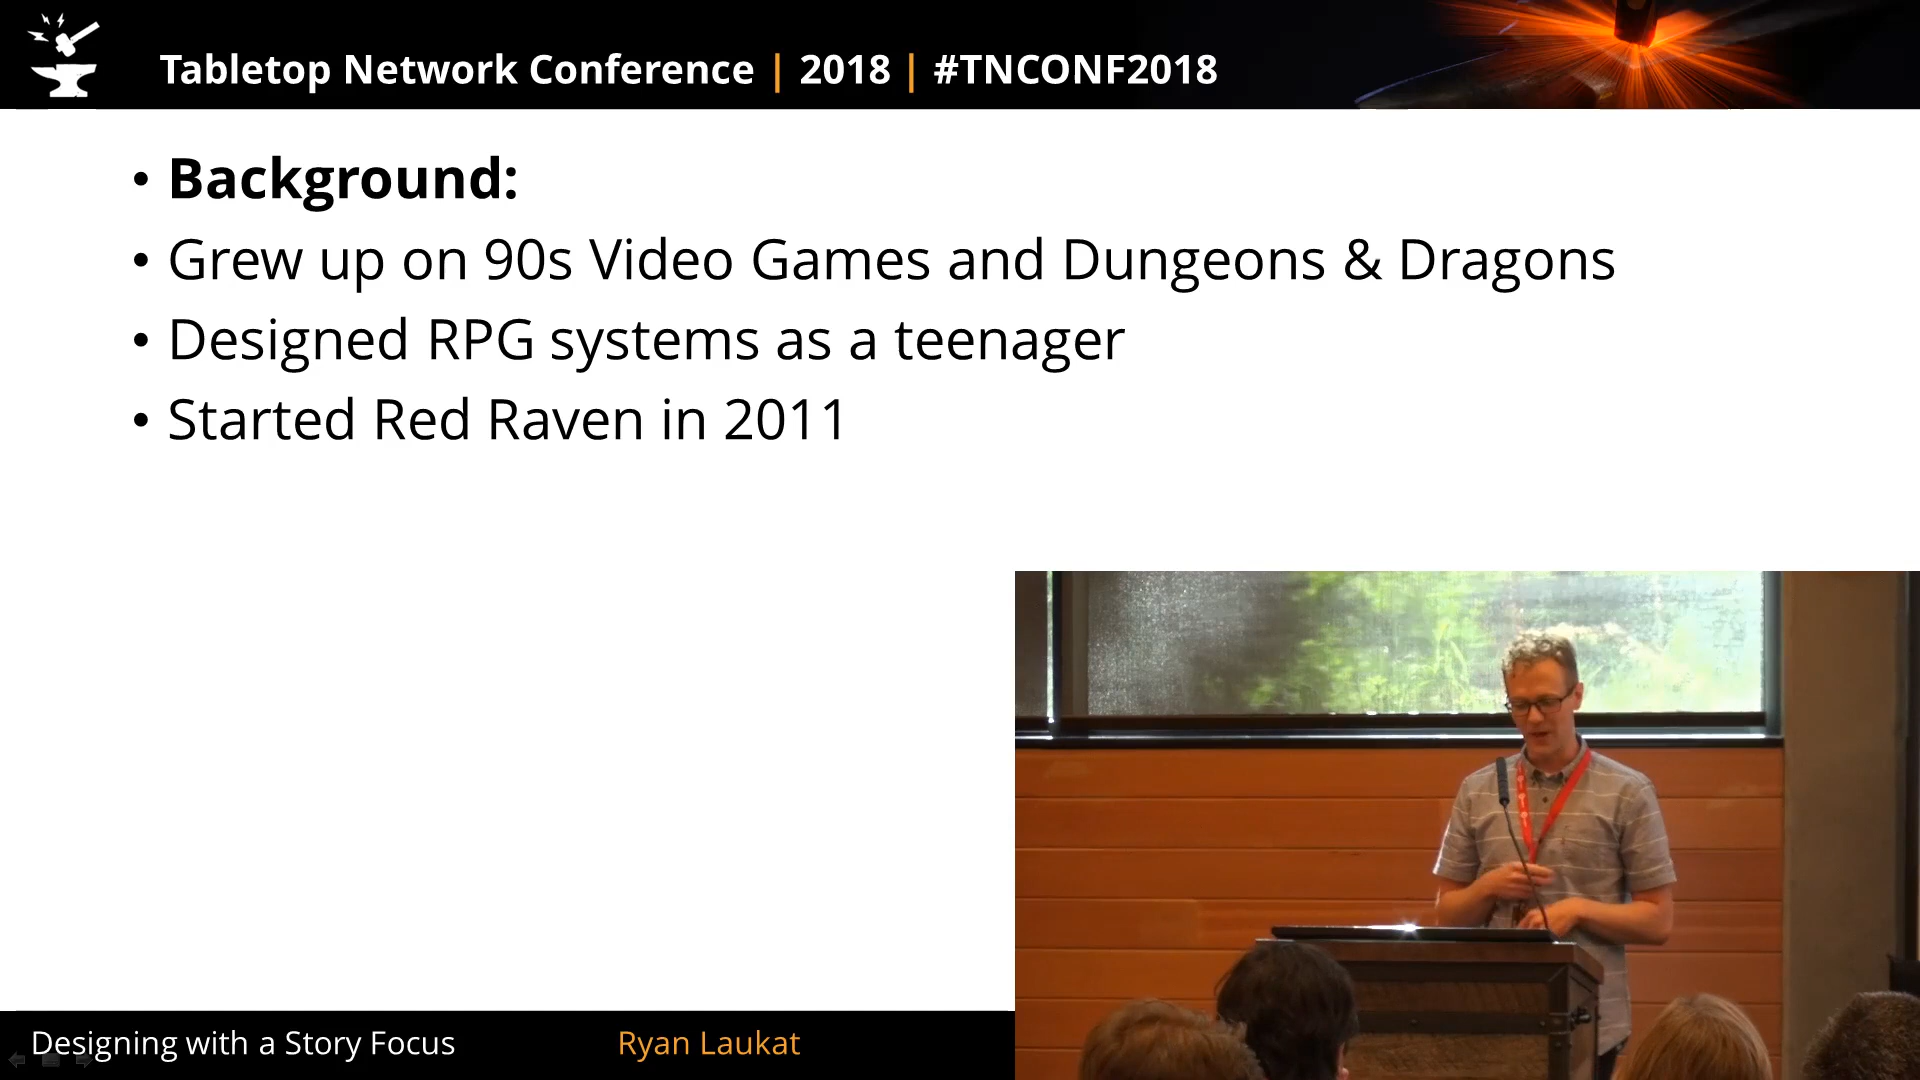 Tabletop Network Conference | 2018 | #TNCONF2018
• Background:
• Grew up on 90s Video Games and Dungeons & Dragons
• Designed RPG systems as a teenager
• Started Red Raven in 2011
Designing with a Story Focus
Ryan Laukat